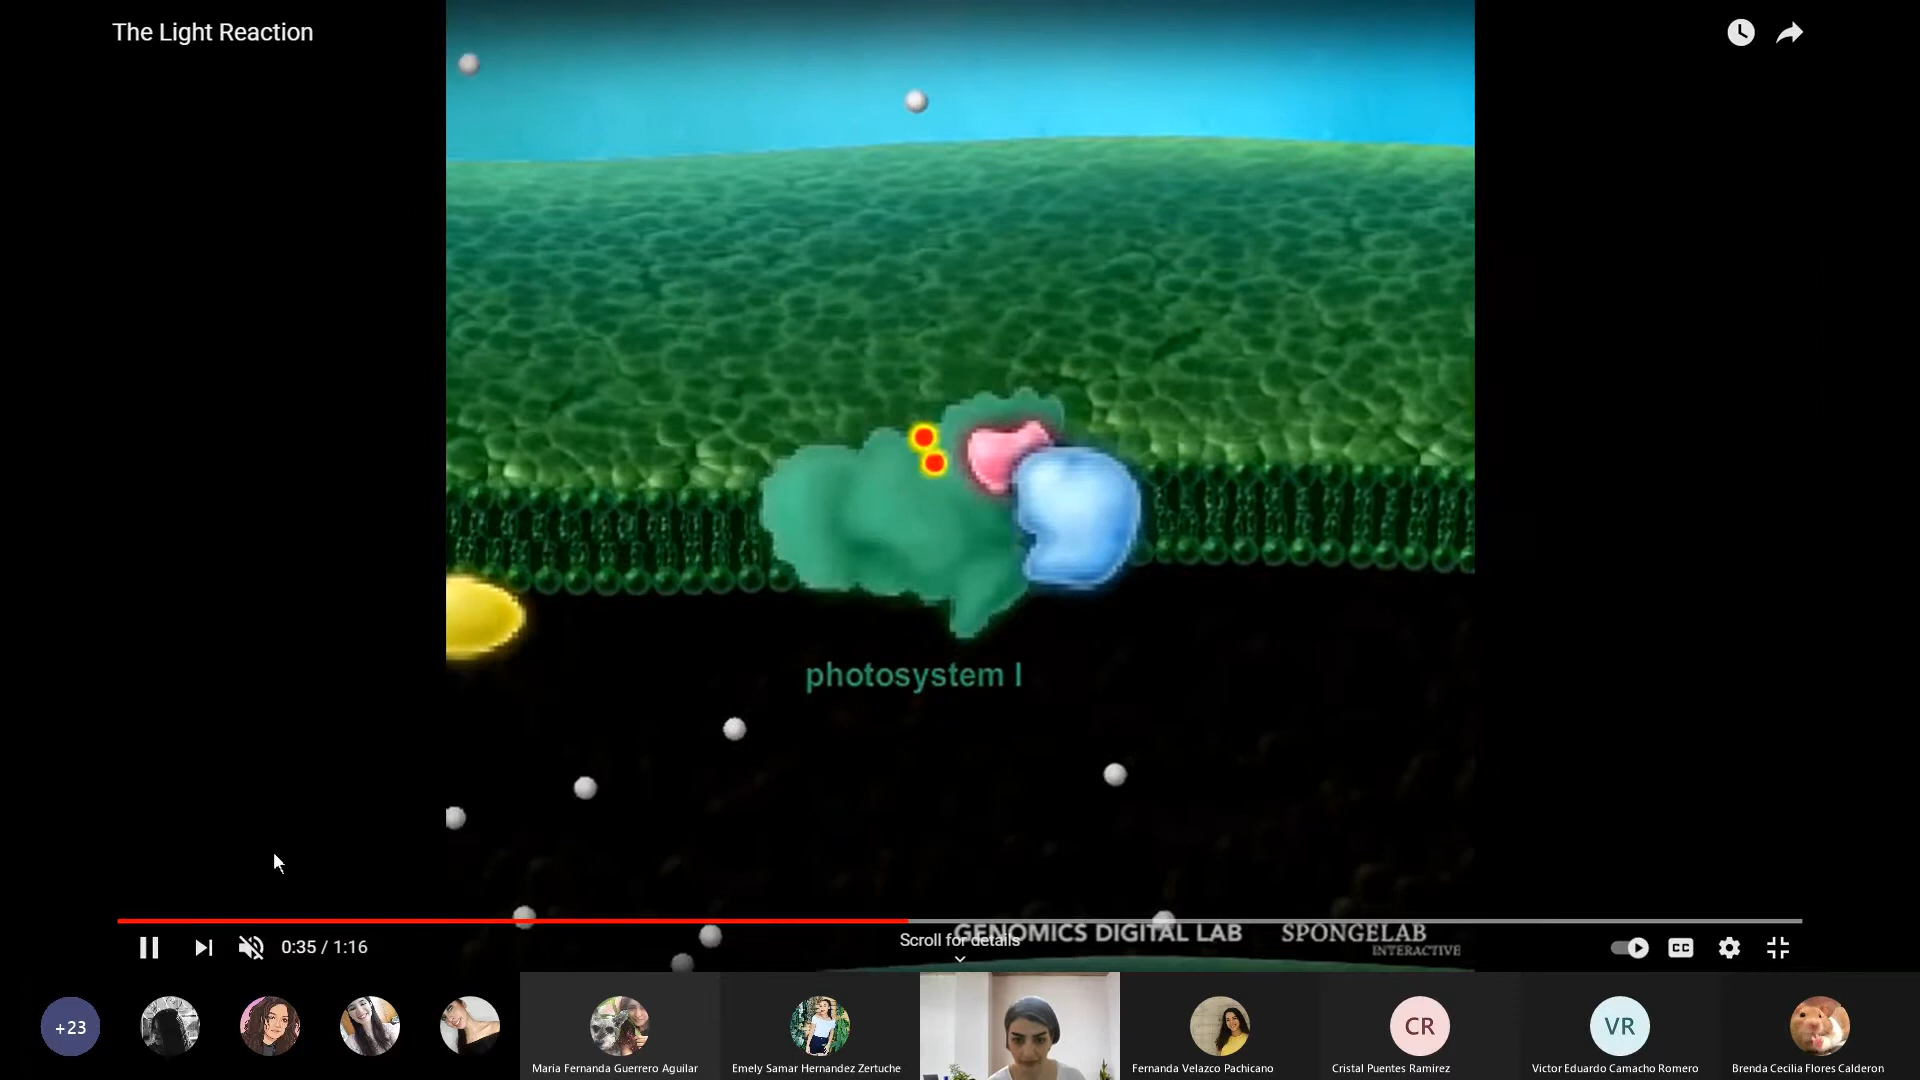 The Light Reaction
photosystem I
GENOMICS DIGITAL LAB
SPONGELAB
INTERACTIVE
Scroll for details
0:35 / 1:16
CC
+23
Maria Fernanda Guerrero Aguilar
Emely Samar Hernandez Zertuche
Fernanda Velazco Pachicano
CR
Cristal Puentes Ramirez
VR
Victor Eduardo Camacho Romero
Brenda Cecilia Flores Calderon